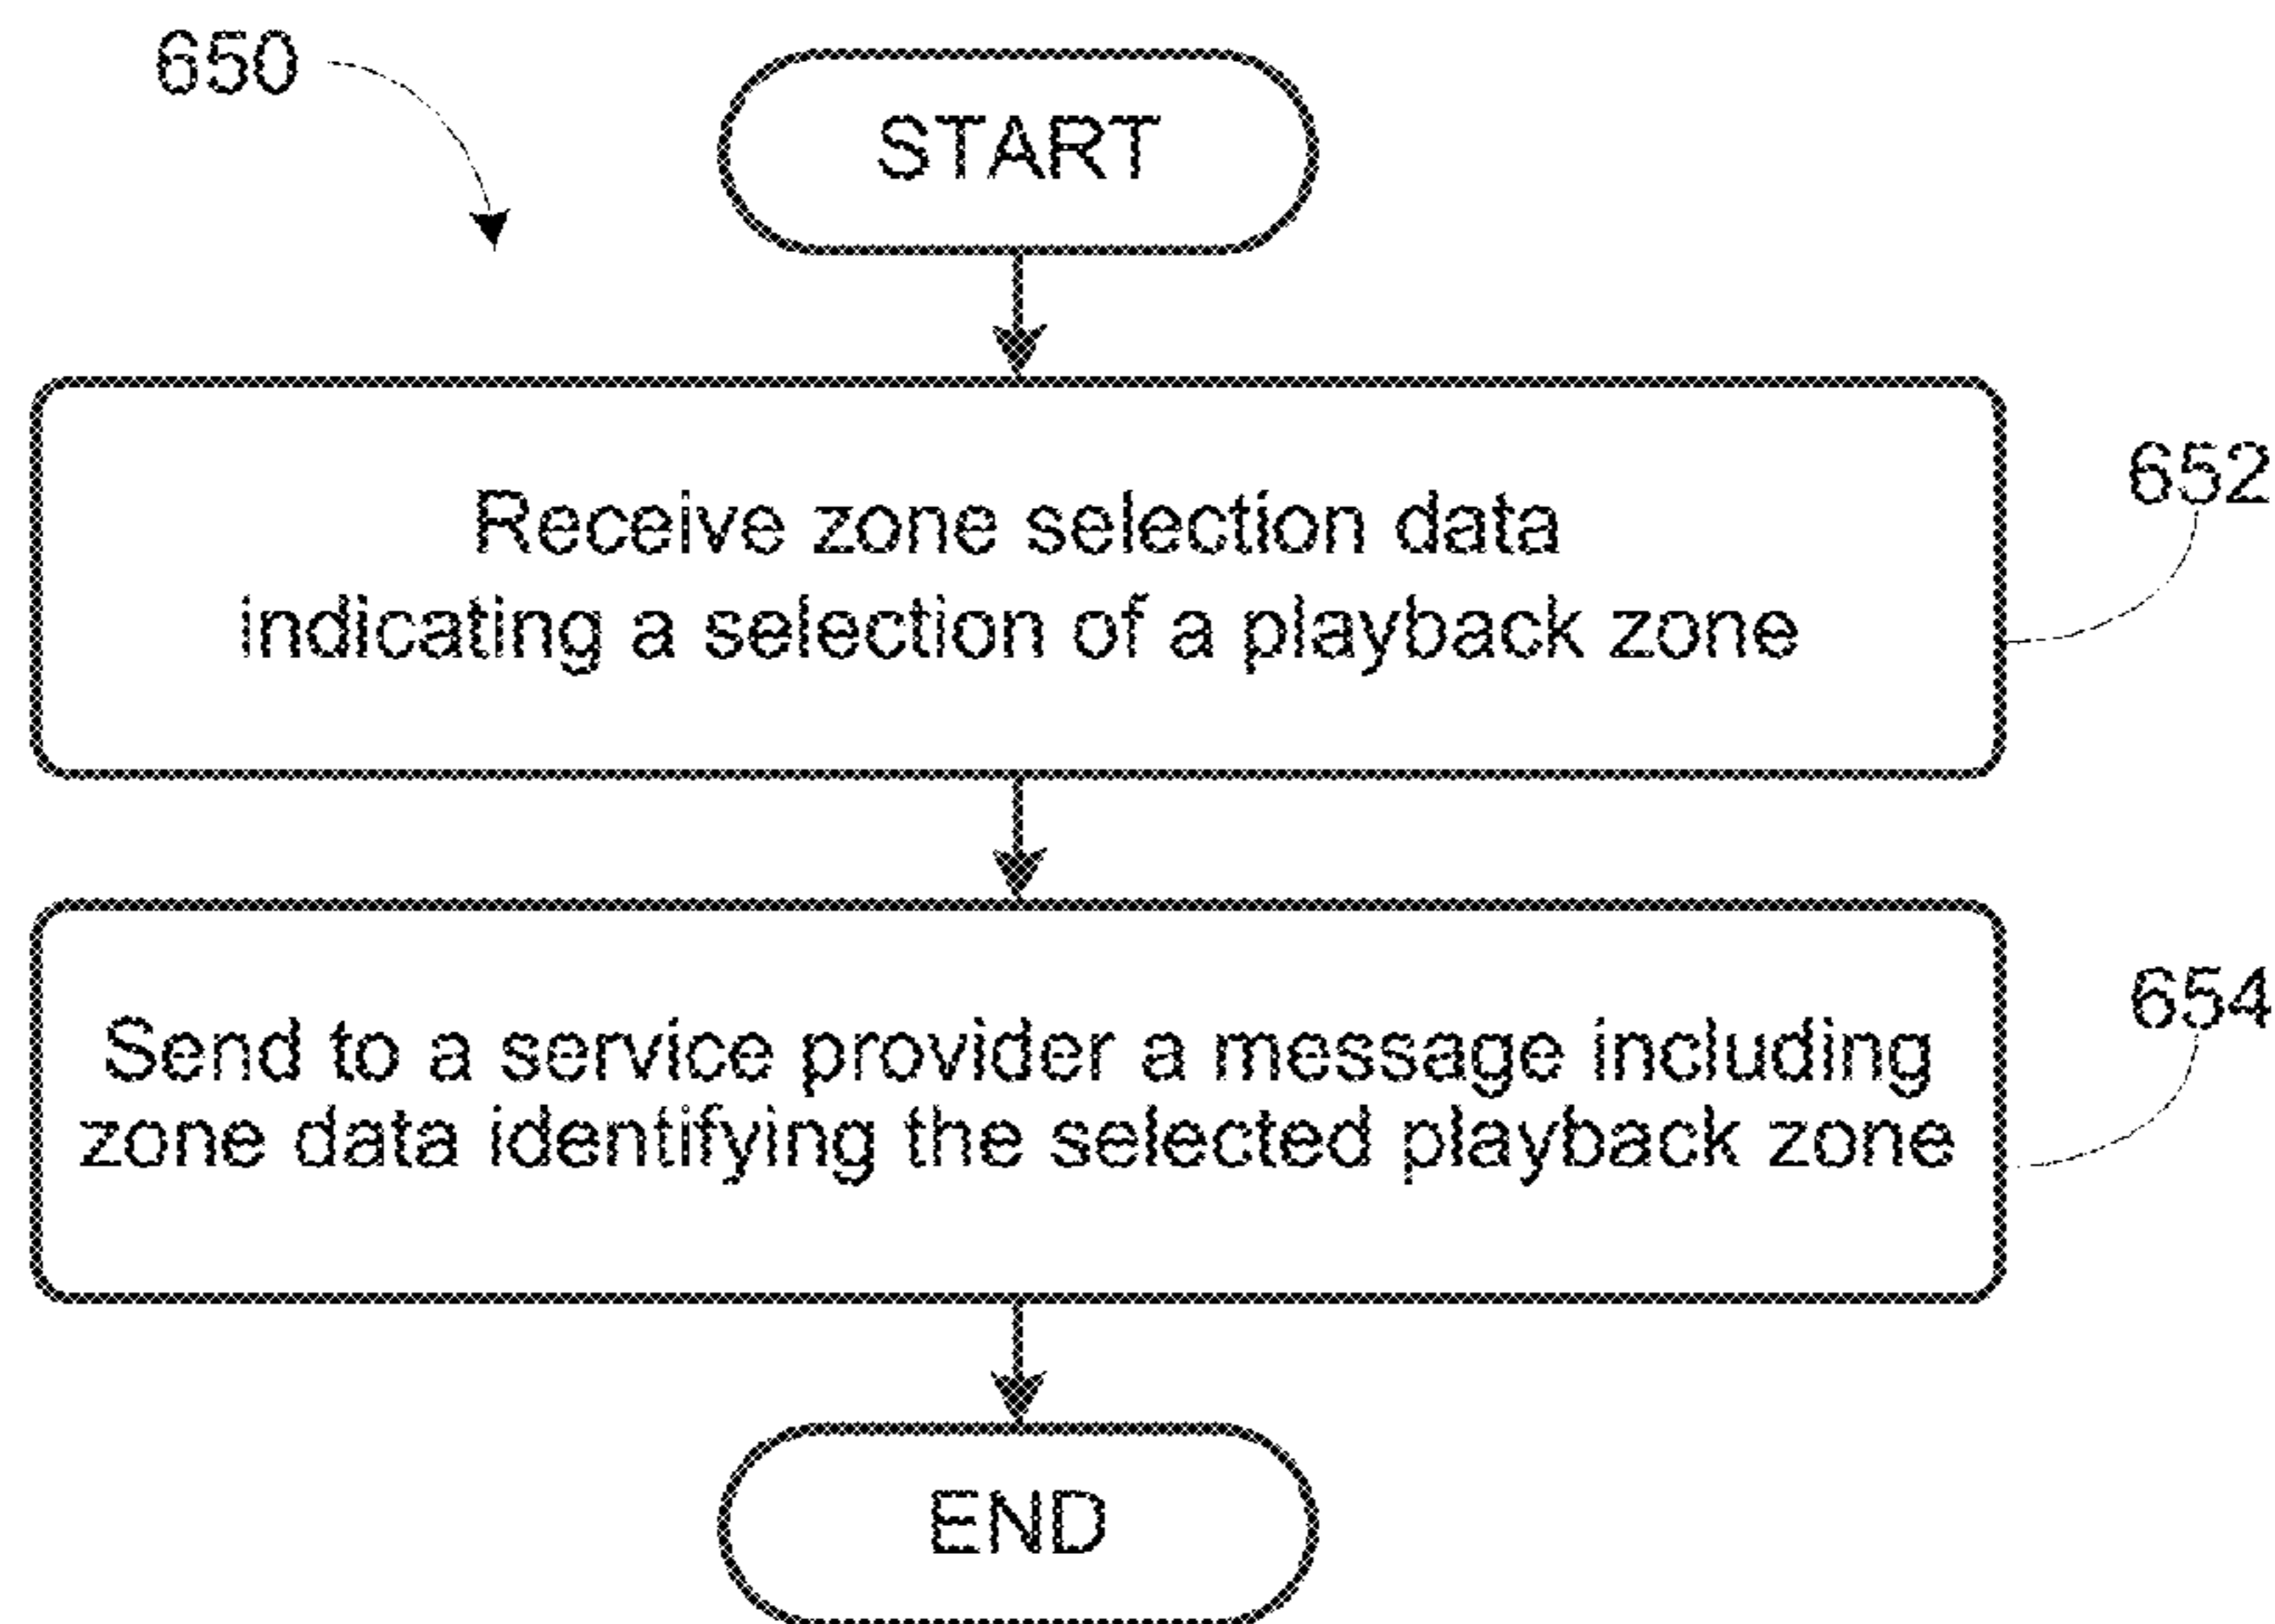 650
START
Receive zone selection data
indicating a selection of a playback zone
652
Send to a service provider a message including
zone data identifying the selected playback zone
654
END